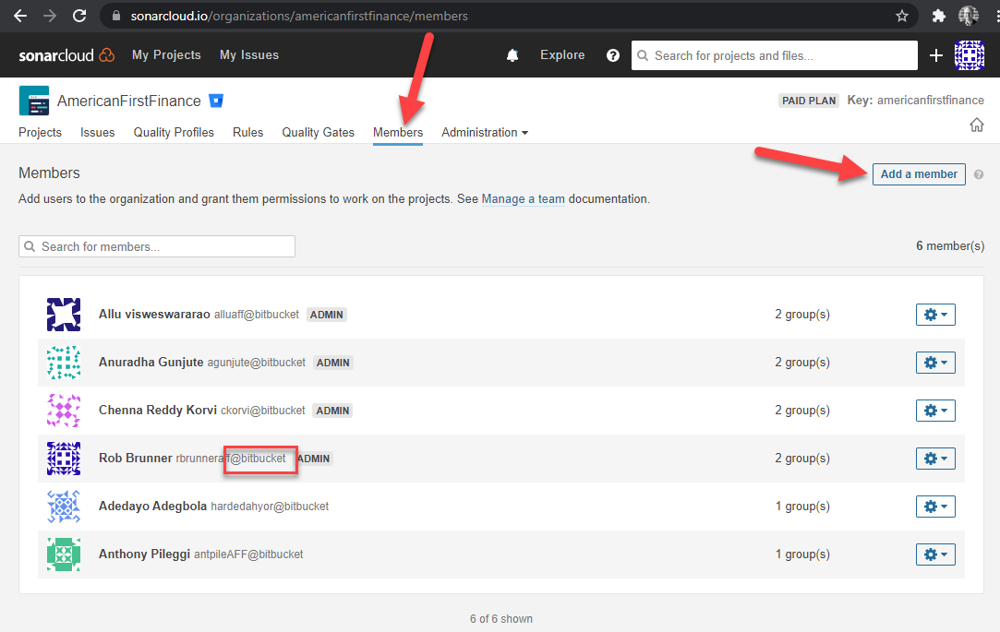 sonarcloud.io/organizations/americanfirstfinance/members
sonarcloud My Projects My Issues Explore Search for projects and files...
AmericanFirstFinance PAID PLAN Key: americanfirstfinance
Projects Issues Quality Profiles Rules Quality Gates Members Administration
Members Add a member
Add users to the organization and grant them permissions to work on the projects. See Manage a team documentation.
Search for members... 6 member(s)
Allu visweswararao alluaff@bitbucket ADMIN 2 group(s)
Anuradha Gunjute agunjute@bitbucket ADMIN 2 group(s)
Chenna Reddy Korvi ckorvi@bitbucket ADMIN 2 group(s)
Rob Brunner rbrunneraff@bitbucket ADMIN 2 group(s)
Adedayo Adegbola hardedahyor@bitbucket 1 group(s)
Anthony Pileggi antpileAFF@bitbucket 1 group(s)
6 of 6 shown